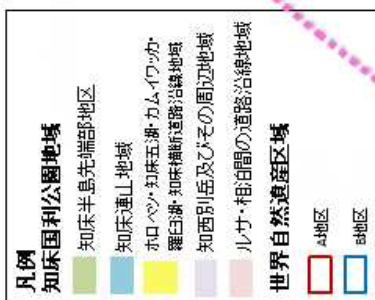 凡例
知床国利公園地域
知床半島先端部地区
知床連山地域
ホロベツ・知床五湖・カムイワッカ・
羅臼湖・知床横断道路沿線地域
知西別岳及びその周辺地域
ルサ・相泊間の道路沿線地域
世界自然遺産区域
A地区
B地区